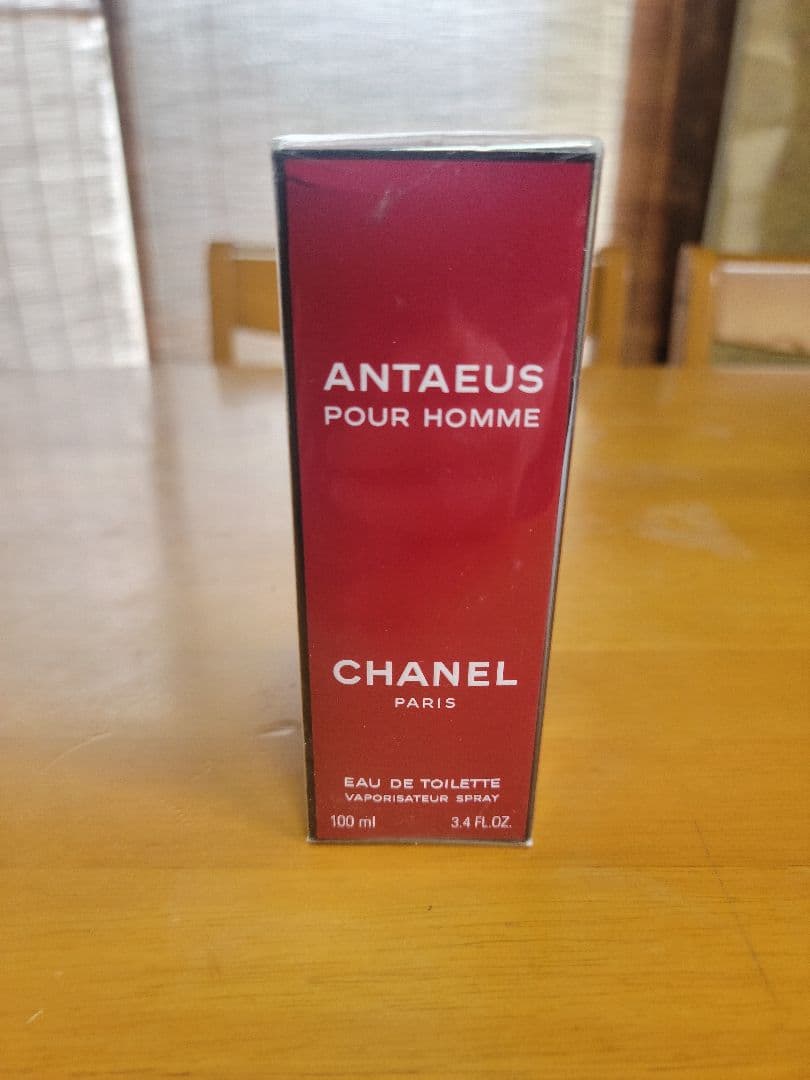 ANTAEUS
POUR HOMME
CHANEL
PARIS
EAU DE TOILETTE
VAPORISATEUR SPRAY
100 ml 3.4 FL.OZ.